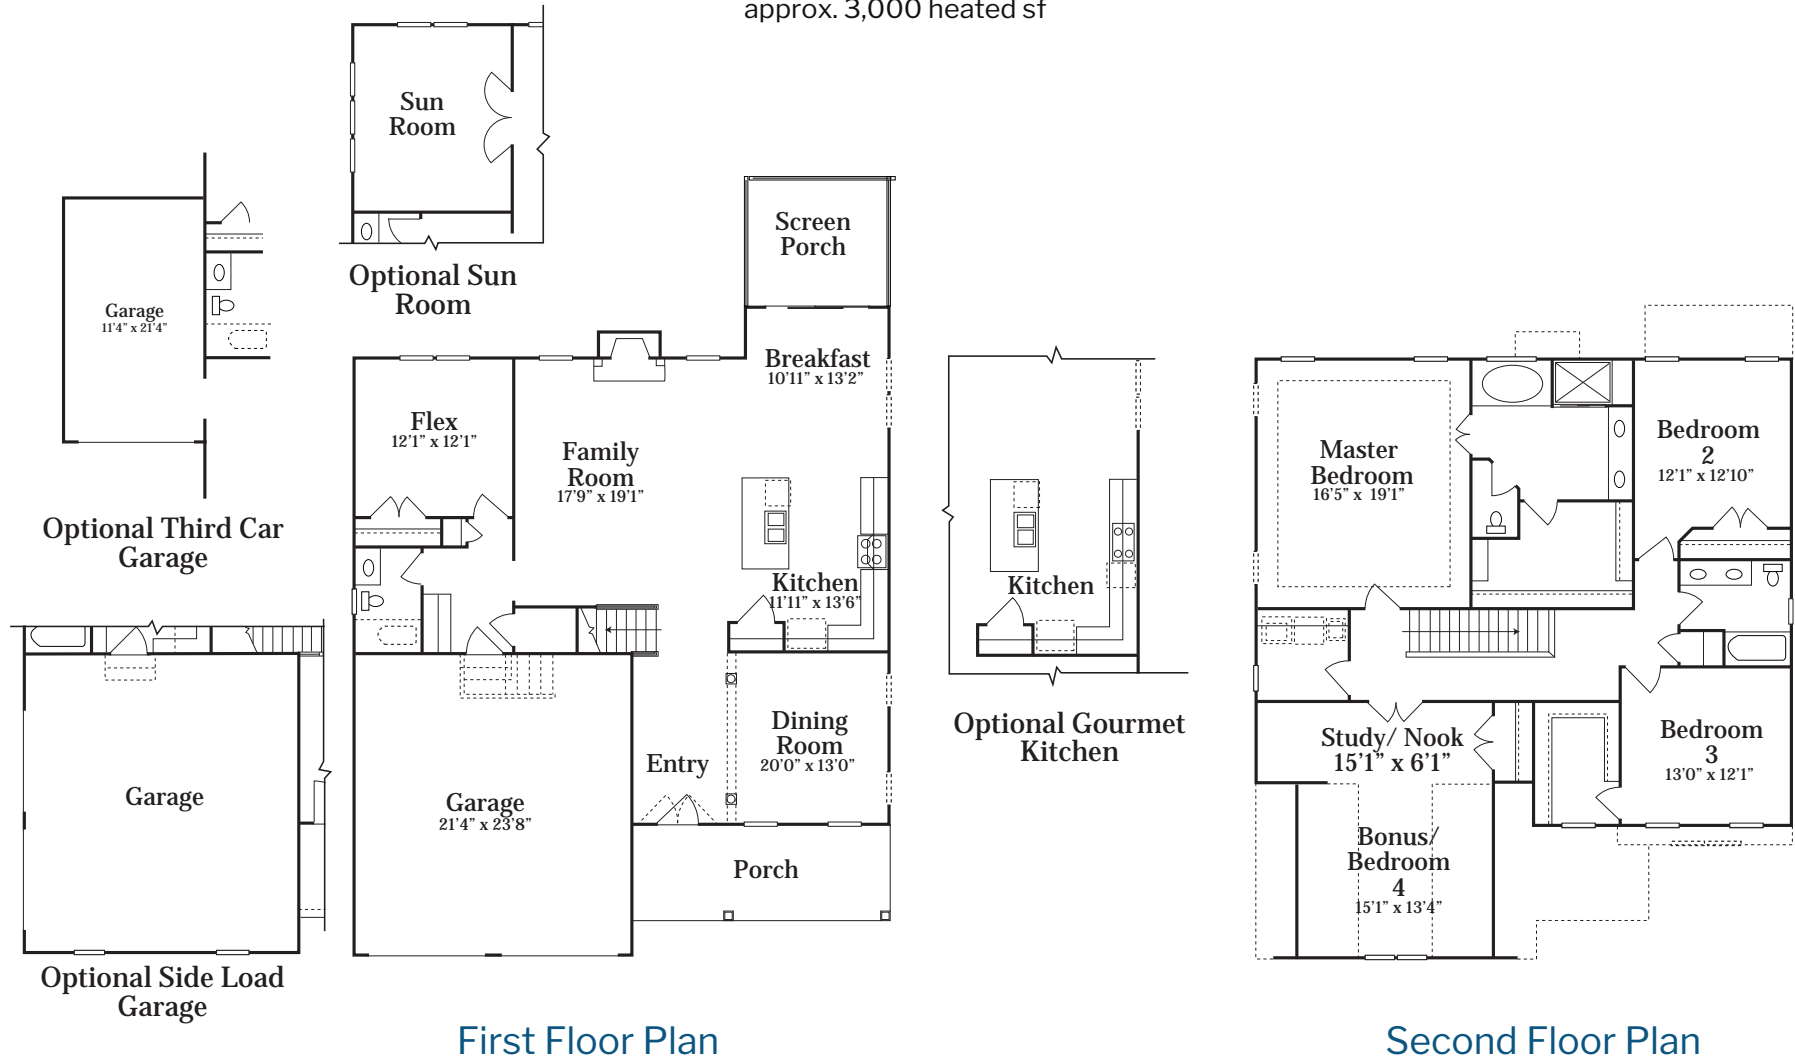 approx. 3,000 heated sf
Sun
Room
Optional Sun
Room
Garage
11'4" x 21'4"
Optional Third Car
Garage
Screen
Porch
Breakfast
10'11" x 13'2"
Flex
12'1" x 12'1"
Family
Room
17'9" x 19'1"
Kitchen
11'11" x 13'6"
Dining
Room
20'0" x 13'0"
Entry
Garage
21'4" x 23'8"
Porch
Garage
Optional Side Load
Garage
Kitchen
Optional Gourmet
Kitchen
Master
Bedroom
16'5" x 19'1"
Bedroom
2
12'1" x 12'10"
Study/ Nook
15'1" x 6'1"
Bedroom
3
13'0" x 12'1"
Bonus/
Bedroom
4
15'1" x 13'4"
First Floor Plan
Second Floor Plan